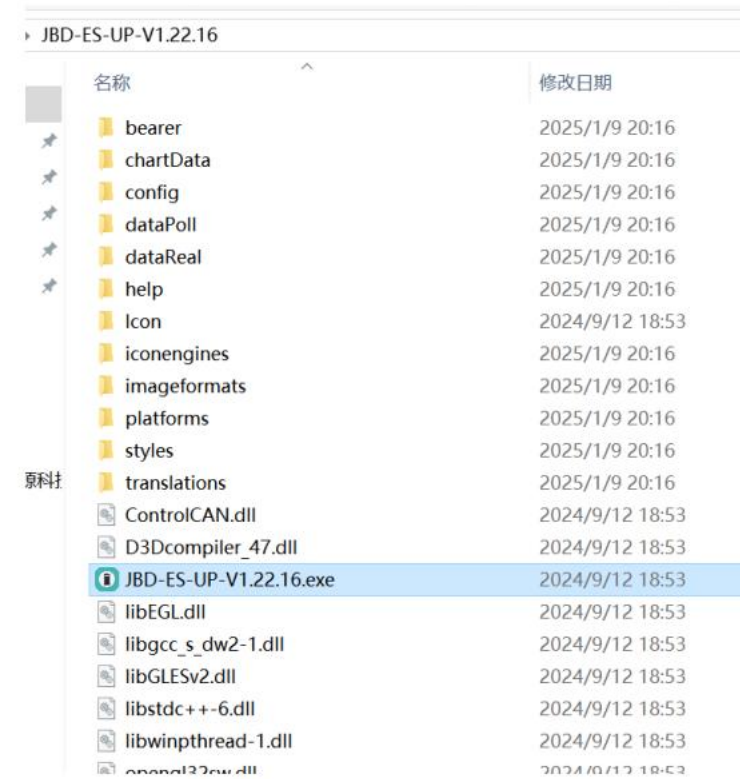 JBD-ES-UP-V1.22.16
名称 修改日期
bearer 2025/1/9 20:16
chartData 2025/1/9 20:16
config 2025/1/9 20:16
dataPoll 2025/1/9 20:16
dataReal 2025/1/9 20:16
help 2025/1/9 20:16
Icon 2024/9/12 18:53
iconengines 2025/1/9 20:16
imageformats 2025/1/9 20:16
platforms 2025/1/9 20:16
styles 2025/1/9 20:16
translations 2025/1/9 20:16
ControlCAN.dll 2024/9/12 18:53
D3Dcompiler_47.dll 2024/9/12 18:53
JBD-ES-UP-V1.22.16.exe 2024/9/12 18:53
libEGL.dll 2024/9/12 18:53
libgcc_s_dw2-1.dll 2024/9/12 18:53
libGLESv2.dll 2024/9/12 18:53
libstdc++-6.dll 2024/9/12 18:53
libwinpthread-1.dll 2024/9/12 18:53
opengl32sw.dll 2024/9/12 18:53